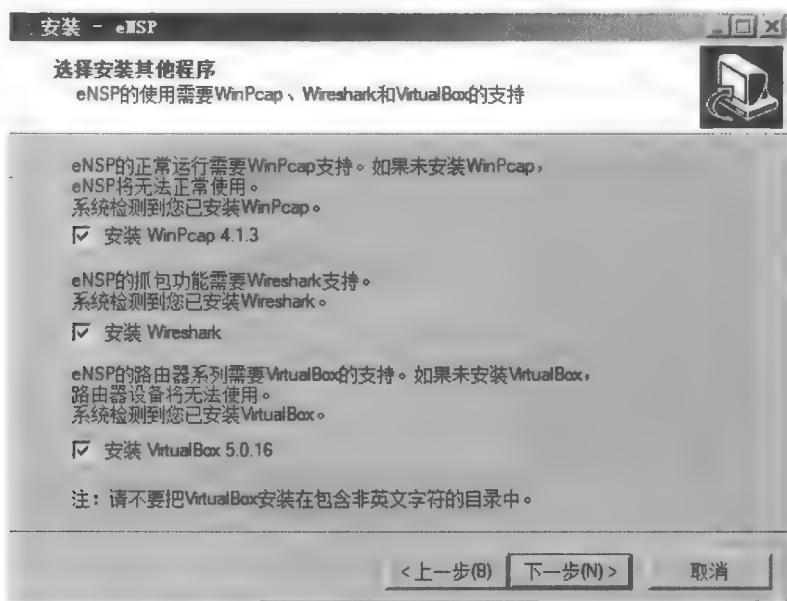 安装 - eNSP
选择安装其他程序
eNSP的使用需要WinPcap、Wireshark和VirtualBox的支持
eNSP的正常运行需要WinPcap支持。如果未安装WinPcap,
eNSP将无法正常使用。
系统检测到您已安装WinPcap。
安装 WinPcap 4.1.3
eNSP的抓包功能需要Wireshark支持。
系统检测到您已安装Wireshark。
安装 Wireshark
eNSP的路由器系列需要VirtualBox的支持。如果未安装VirtualBox,
路由器设备将无法使用。
系统检测到您已安装VirtualBox。
安装 VirtualBox 5.0.16
注：请不要把VirtualBox安装在包含非英文字符的目录中。
<上一步(B) 下一步(N)> 取消